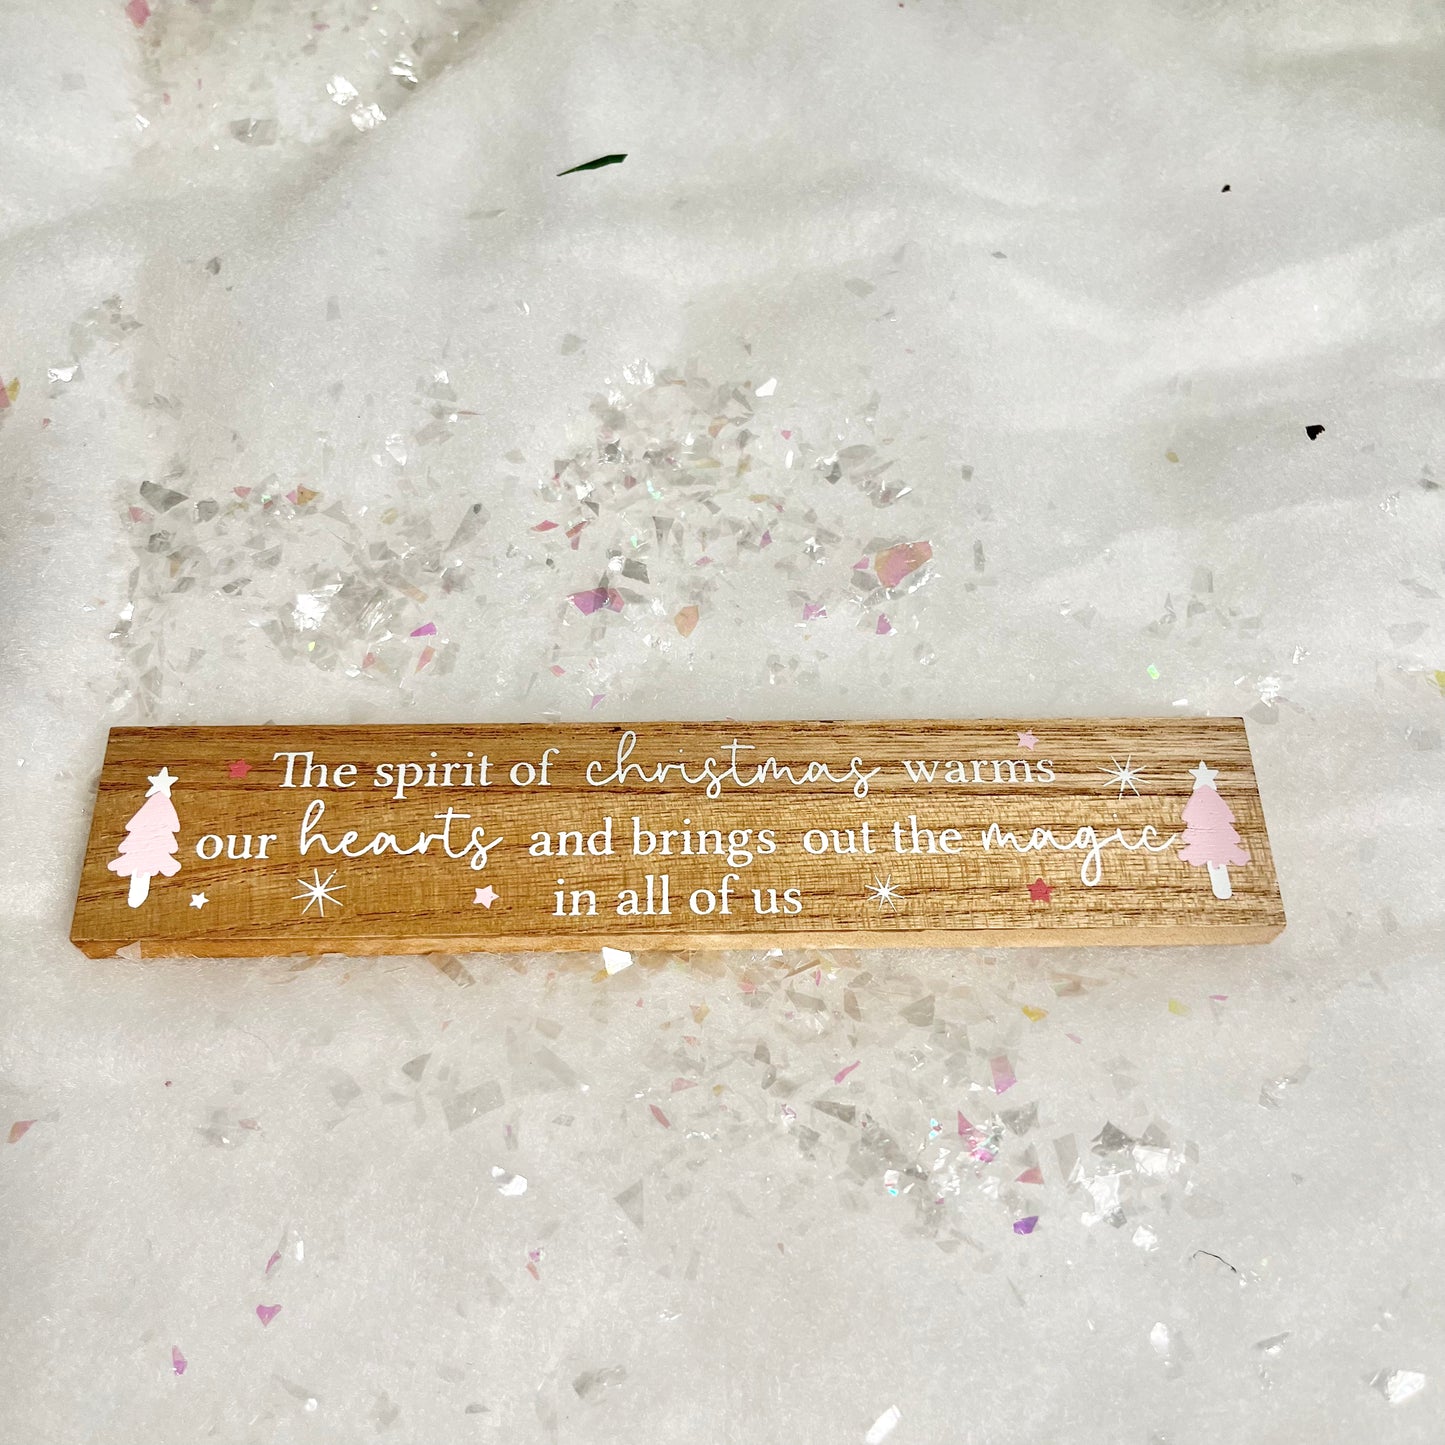 The spirit of christmas warms
our hearts and brings out the magic
in all of us